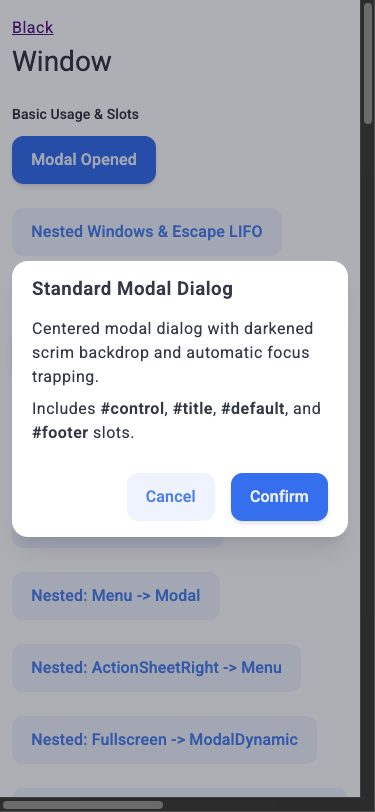 Black
Window
Basic Usage & Slots
Modal Opened
Nested Windows & Escape LIFO
Standard Modal Dialog
Centered modal dialog with darkened
scrim backdrop and automatic focus
trapping.
Includes #control, #title, #default, and
#footer slots.
Cancel
Confirm
Nested: Menu -> Modal
Nested: ActionSheetRight -> Menu
Nested: Fullscreen -> ModalDynamic